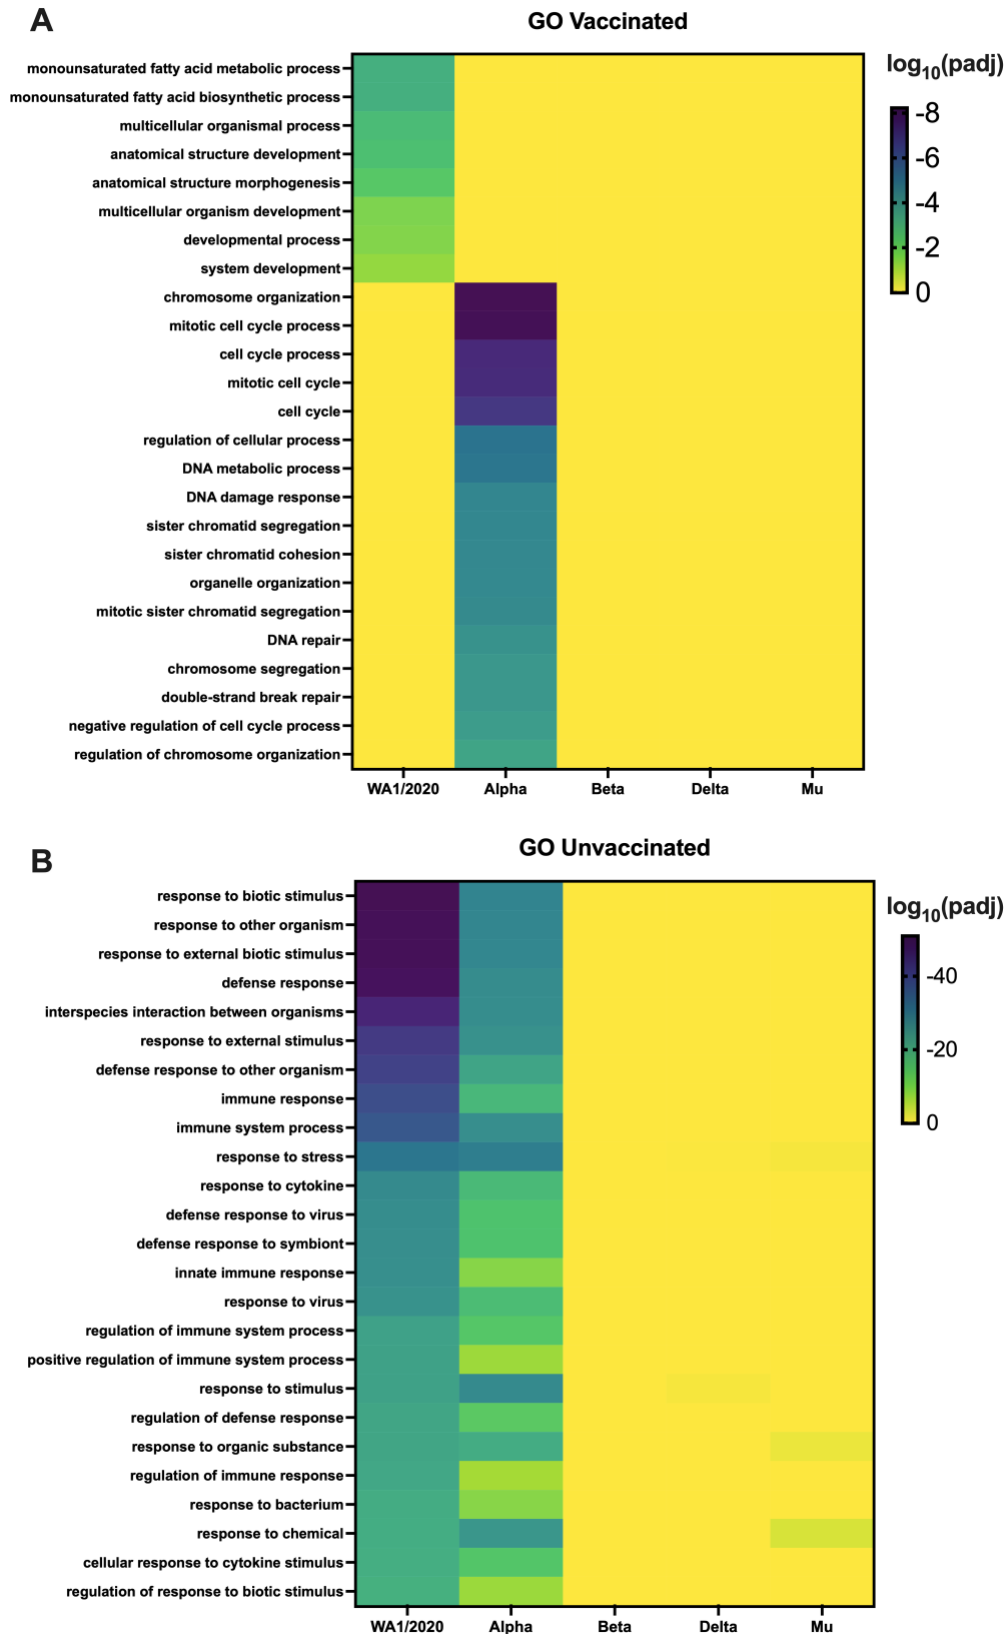 A
GO Vaccinated
monounsaturated fatty acid metabolic process
monounsaturated fatty acid biosynthetic process
multicellular organismal process
anatomical structure development
anatomical structure morphogenesis
multicellular organism development
developmental process
system development
chromosome organization
mitotic cell cycle process
cell cycle process
mitotic cell cycle
cell cycle
regulation of cellular process
DNA metabolic process
DNA damage response
sister chromatid segregation
sister chromatid cohesion
organelle organization
mitotic sister chromatid segregation
DNA repair
chromosome segregation
double-strand break repair
negative regulation of cell cycle process
regulation of chromosome organization
WA1/2020 Alpha Beta Delta Mu
log10(padj)
-8
-6
-4
-2
0
B
GO Unvaccinated
response to biotic stimulus
response to other organism
response to external biotic stimulus
defense response
interspecies interaction between organisms
response to external stimulus
defense response to other organism
immune response
immune system process
response to stress
response to cytokine
defense response to virus
defense response to symbiont
innate immune response
response to virus
regulation of immune system process
positive regulation of immune system process
response to stimulus
regulation of defense response
response to organic substance
regulation of immune response
response to bacterium
response to chemical
cellular response to cytokine stimulus
regulation of response to biotic stimulus
WA1/2020 Alpha Beta Delta Mu
log10(padj)
-40
-20
0